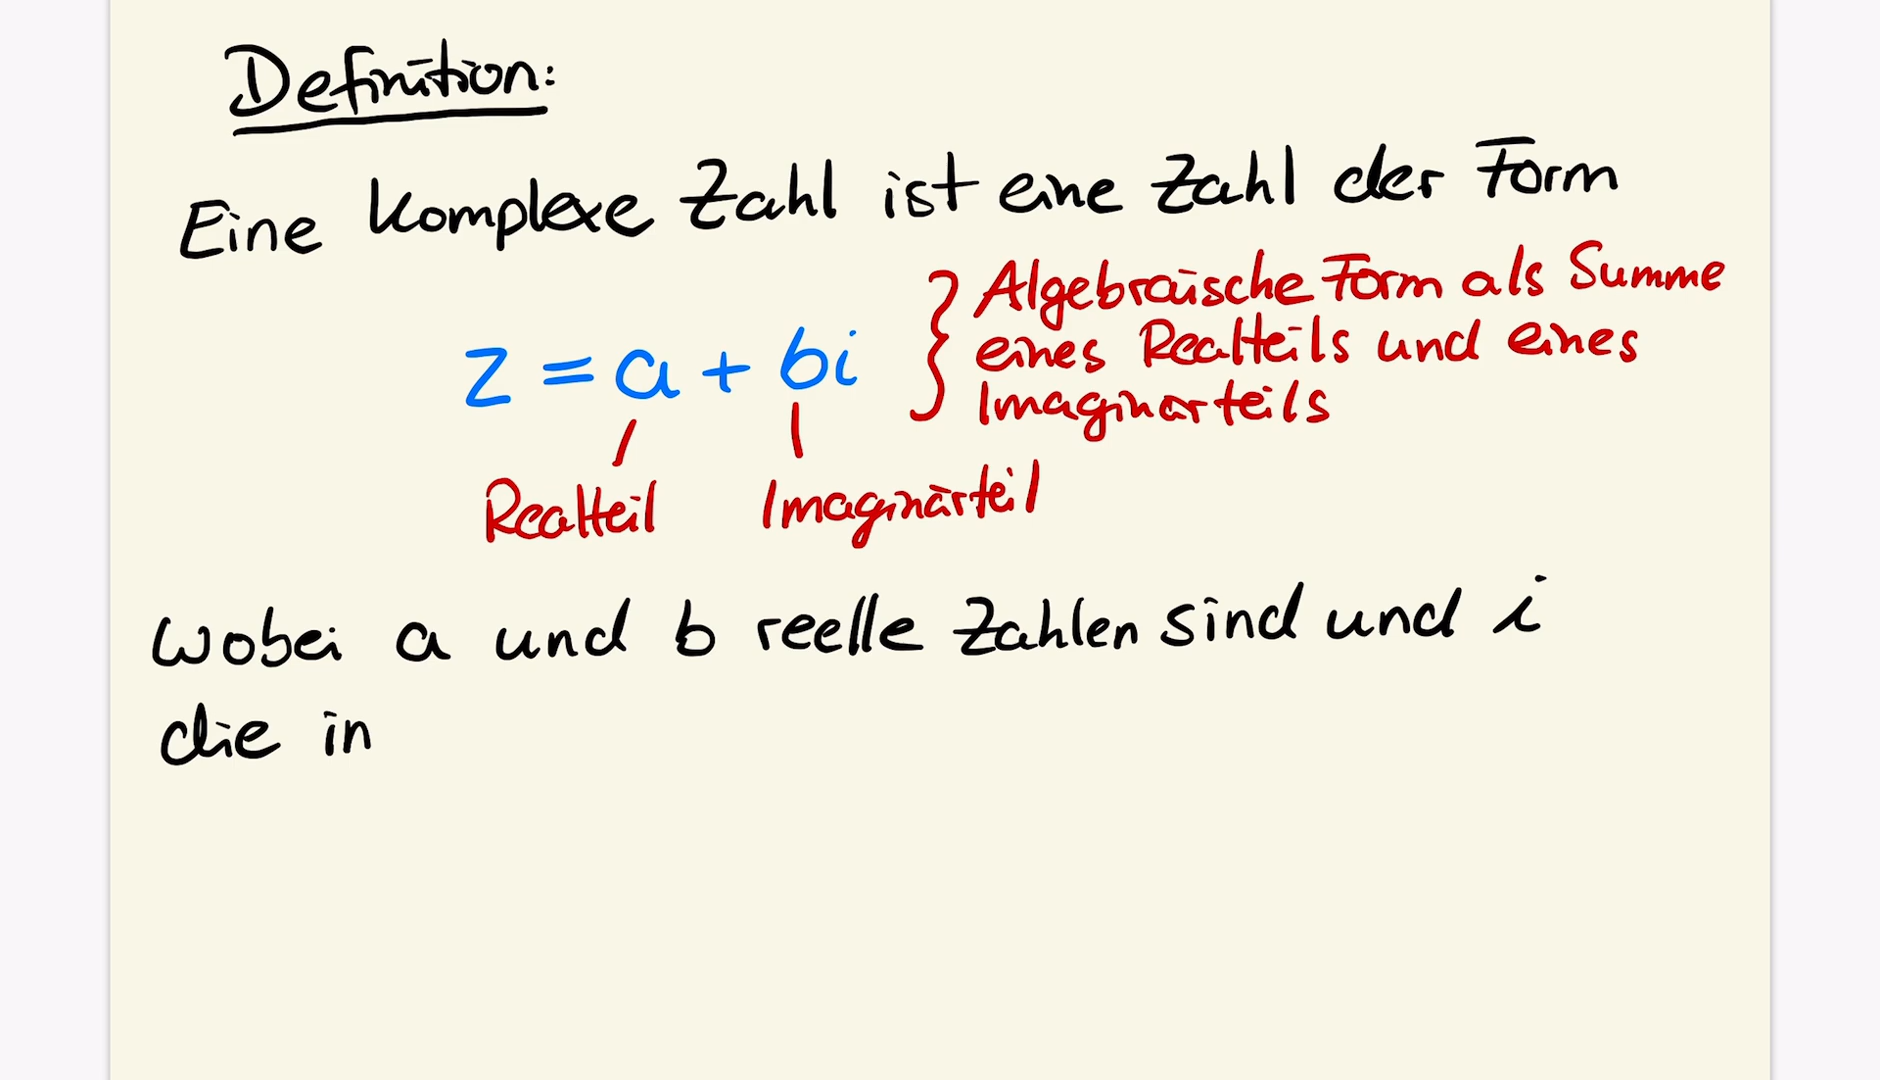 Definition:
Eine komplexe Zahl ist eine Zahl der Form
z = a + bi } Algebraische Form als Summe
eines Realteils und eines
Imaginarteils
Realteil Imaginärteil
wobei a und b reelle Zahlen sind und i
die in